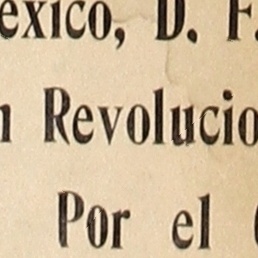 exico, D. F.
n Revolucio
Por el